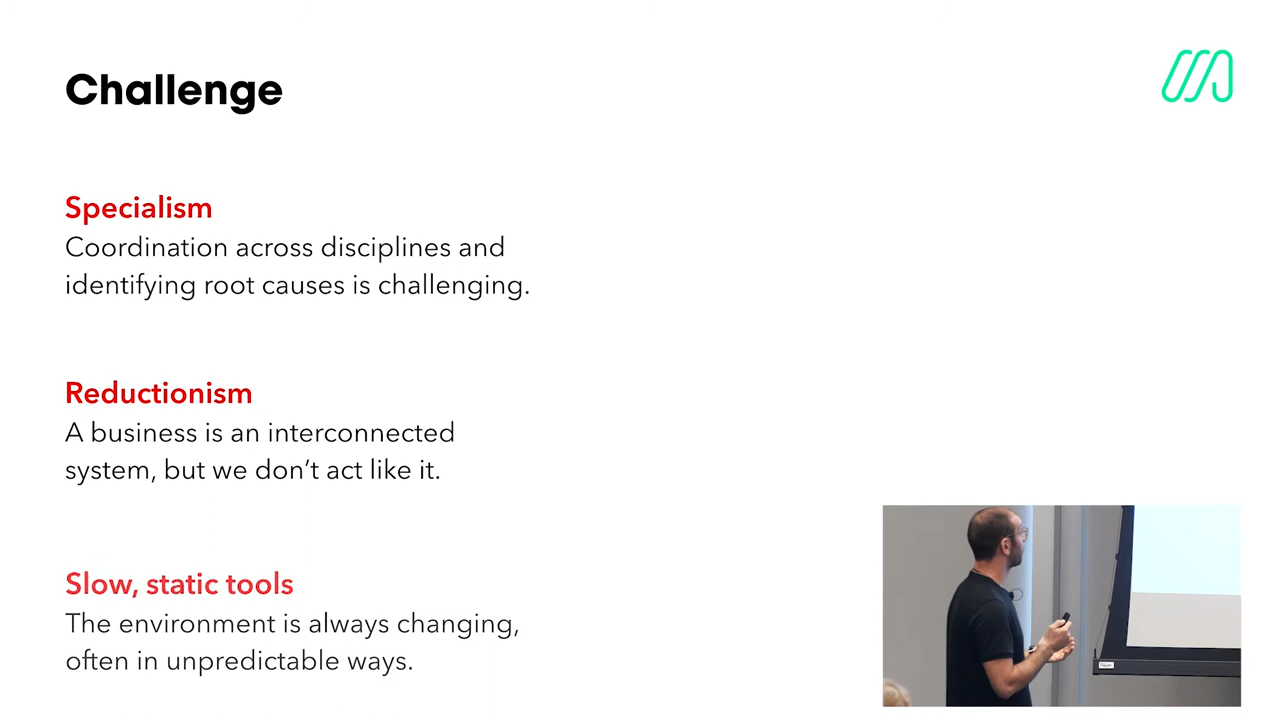 Challenge
Specialism
Coordination across disciplines and
identifying root causes is challenging.
Reductionism
A business is an interconnected
system, but we don’t act like it.
Slow, static tools
The environment is always changing,
often in unpredictable ways.